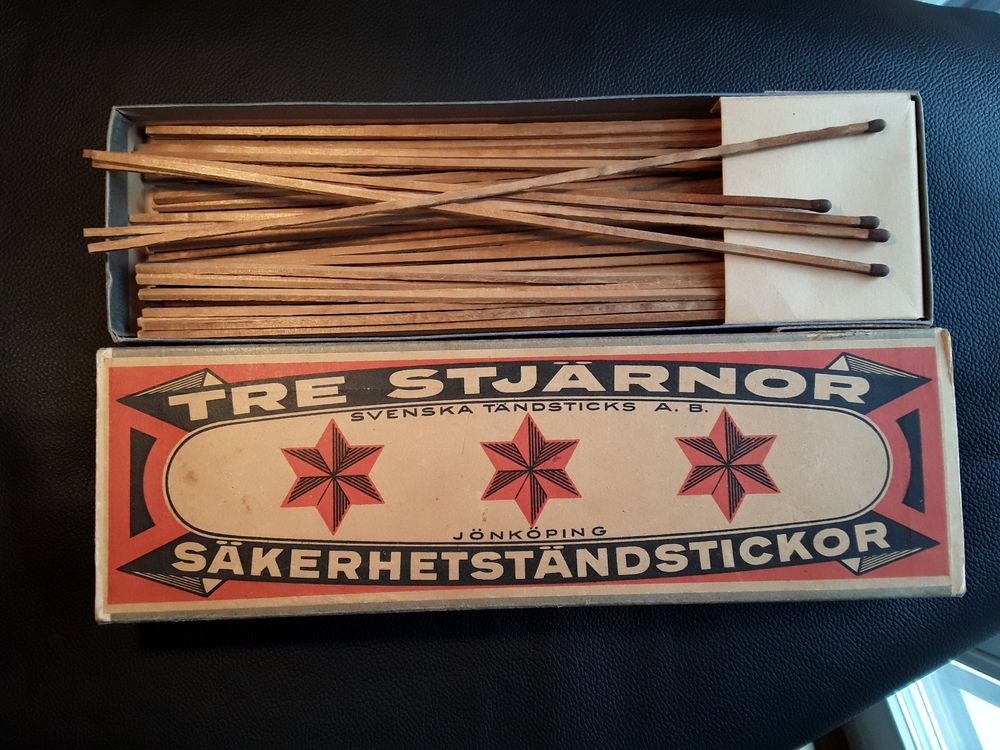 TRE STJÄRNOR
SVENSKA TÄNDSTICKS A. B.
JÖNKÖPING
SÄKERHETSTÄNDSTICKOR